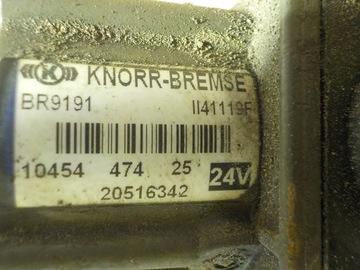 KNORR-BREMSE
BR9191 II41119F
10454 474 25 24V
20516342